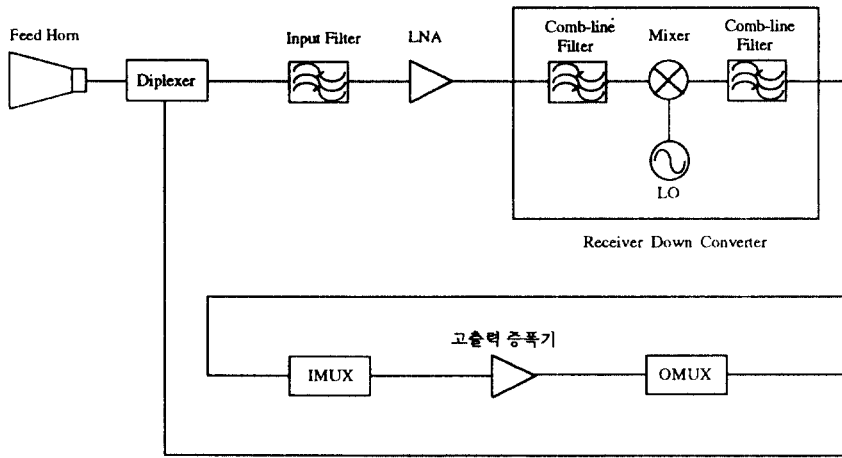 Feed Horn
Diplexer
Input Filter
LNA
Comb-line
Filter
Mixer
Comb-line
Filter
LO
Receiver Down Converter
IMUX
고출력 증폭기
OMUX